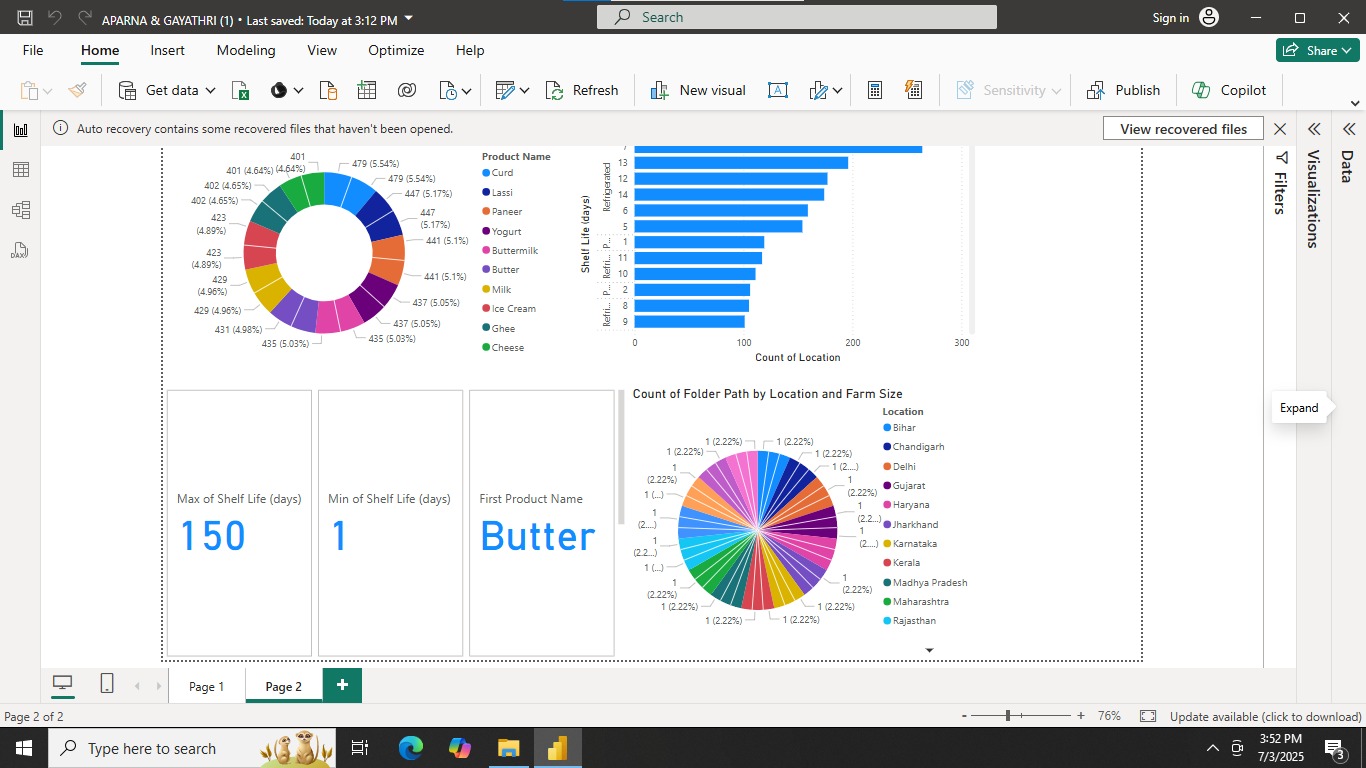 APARNA & GAYATHRI (1) • Last saved: Today at 3:12 PM
Search
Sign in
File
Home
Insert
Modeling
View
Optimize
Help
Share
Get data
Refresh
New visual
Sensitivity
Publish
Copilot
Auto recovery contains some recovered files that haven't been opened.
View recovered files
Filters
Visualizations
Data
401 (4.64%)
401 (4.64%)
402 (4.65%)
402 (4.65%)
423 (4.89%)
423 (4.89%)
429 (4.96%)
429 (4.96%)
431 (4.98%)
435 (5.03%)
479 (5.54%)
479 (5.54%)
447 (5.17%)
447 (5.17%)
441 (5.1%)
441 (5.1%)
437 (5.05%)
437 (5.05%)
435 (5.03%)
Product Name
Curd
Lassi
Paneer
Yogurt
Buttermilk
Butter
Milk
Ice Cream
Ghee
Cheese
Shelf Life (days)
Refrigerated
P...
Refri...
P...
Refri...
7
13
12
14
6
5
1
11
10
2
8
9
0
100
200
300
Count of Location
Max of Shelf Life (days)
150
Min of Shelf Life (days)
1
First Product Name
Butter
Count of Folder Path by Location and Farm Size
1 (2.22%)
1 (2.22%)
1 (2.22%)
1 (...)
1 (2....)
1 (2.2...)
1 (...)
1 (2.22%)
1 (2.22%)
1 (2.22%)
1 (2.22%)
1 (2.22%)
1 (2....)
1 (2.22%)
1 (2.2...)
1 (2....)
1 (2.22%)
1 (2.22%)
1 (2.22%)
Location
Bihar
Chandigarh
Delhi
Gujarat
Haryana
Jharkhand
Karnataka
Kerala
Madhya Pradesh
Maharashtra
Rajasthan
Expand
Page 1
Page 2
+
Page 2 of 2
- + 76%
Update available (click to download)
Type here to search
3:52 PM
7/3/2025
3